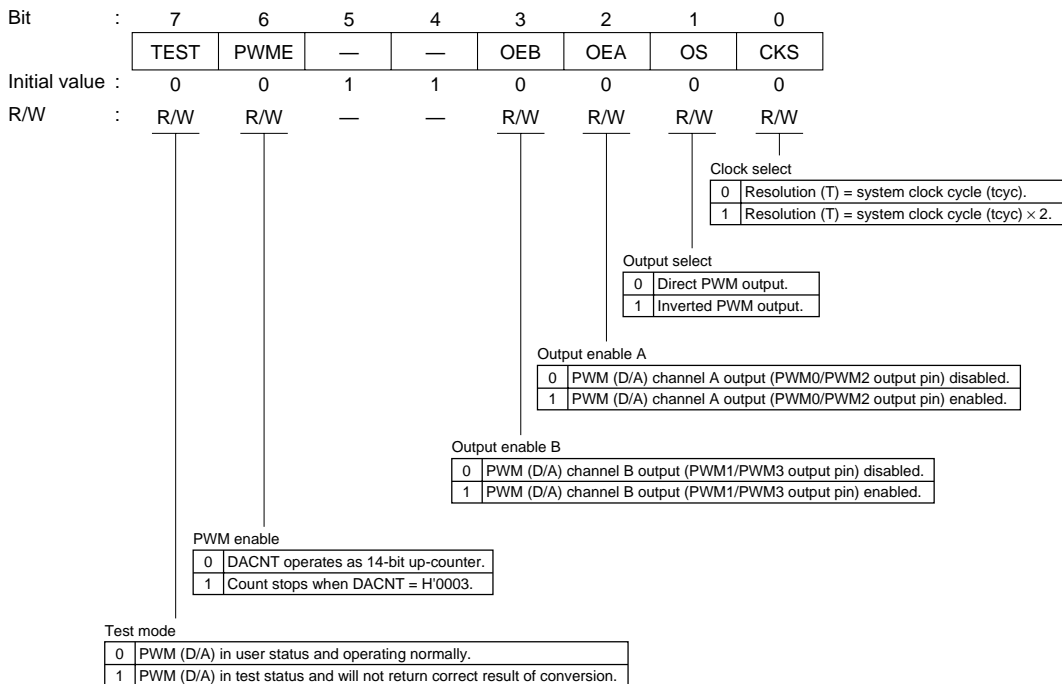 Bit : 7 6 5 4 3 2 1 0
TEST PWME — — OEB OEA OS CKS
Initial value : 0 0 1 1 0 0 0 0
R/W : R/W R/W — — R/W R/W R/W R/W
Clock select
0 Resolution (T) = system clock cycle (tcyc).
1 Resolution (T) = system clock cycle (tcyc) × 2.
Output select
0 Direct PWM output.
1 Inverted PWM output.
Output enable A
0 PWM (D/A) channel A output (PWM0/PWM2 output pin) disabled.
1 PWM (D/A) channel A output (PWM0/PWM2 output pin) enabled.
Output enable B
0 PWM (D/A) channel B output (PWM1/PWM3 output pin) disabled.
1 PWM (D/A) channel B output (PWM1/PWM3 output pin) enabled.
PWM enable
0 DACNT operates as 14-bit up-counter.
1 Count stops when DACNT = H'0003.
Test mode
0 PWM (D/A) in user status and operating normally.
1 PWM (D/A) in test status and will not return correct result of conversion.